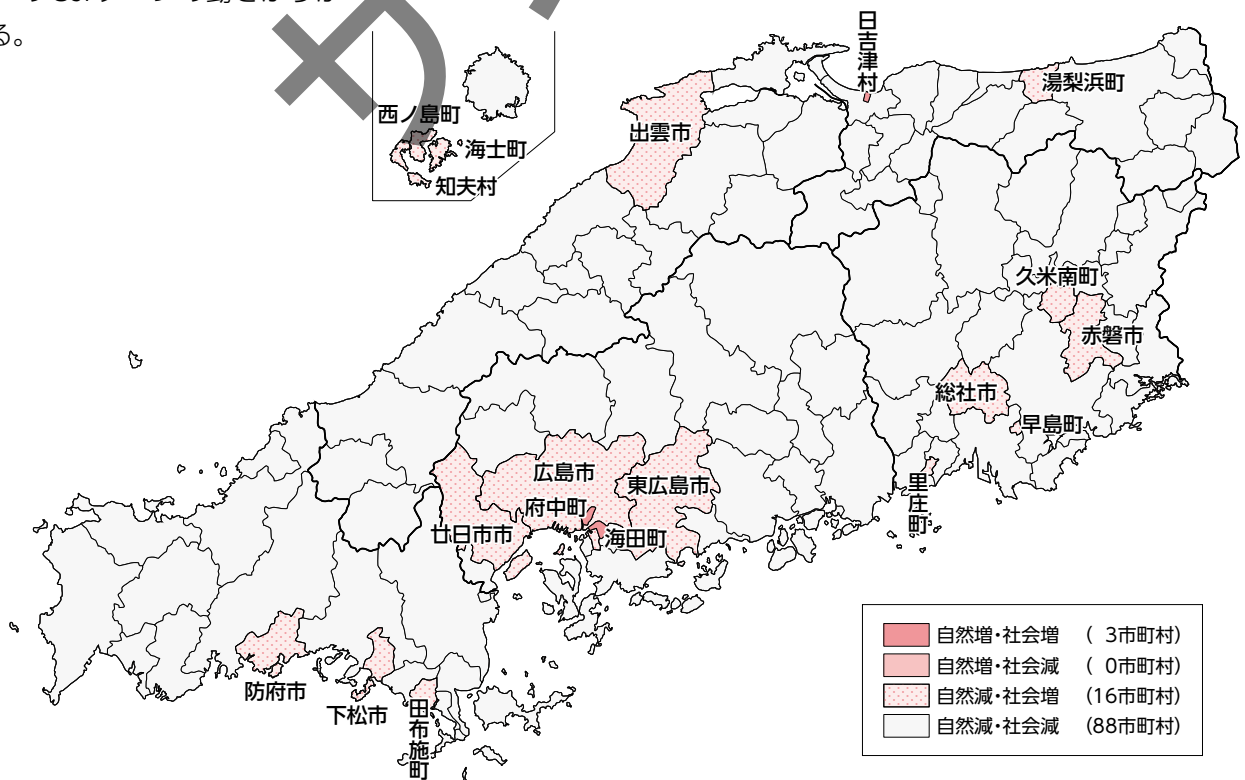 る。
西ノ島町
海士町
知夫村
日吉津村
湯梨浜町
出雲市
久米南町
赤磐市
総社市
早島町
里庄町
広島市
東広島市
府中町
海田町
廿日市市
防府市
下松市
田布施町
自然増・社会増 ( 3市町村)
自然増・社会減 ( 0市町村)
自然減・社会増 (16市町村)
自然減・社会減 (88市町村)